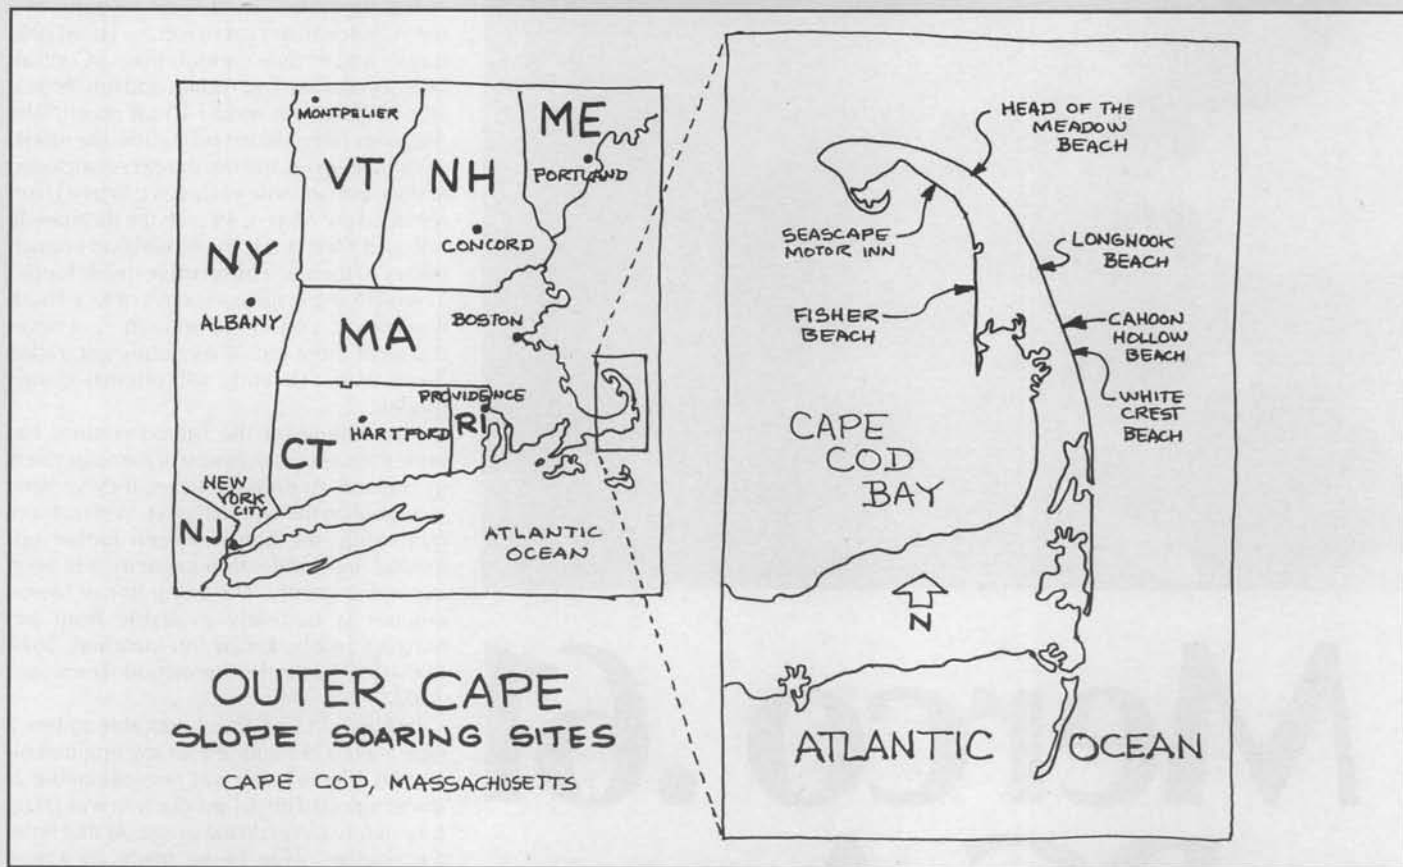 MONTPELIER
VT
NH
ME
PORTLAND
CONCORD
NY
ALBANY
MA
BOSTON
PROVIDENCE
RI
HARTFORD
CT
NEW
YORK
CITY
NJ
ATLANTIC
OCEAN
OUTER CAPE
SLOPE SOARING SITES
CAPE COD, MASSACHUSETTS
HEAD OF THE
MEADOW
BEACH
SEASCAPE
MOTOR INN
LONGNOOK
BEACH
FISHER
BEACH
CAHOON
HOLLOW
BEACH
WHITE
CREST
BEACH
CAPE
COD
BAY
N
ATLANTIC OCEAN